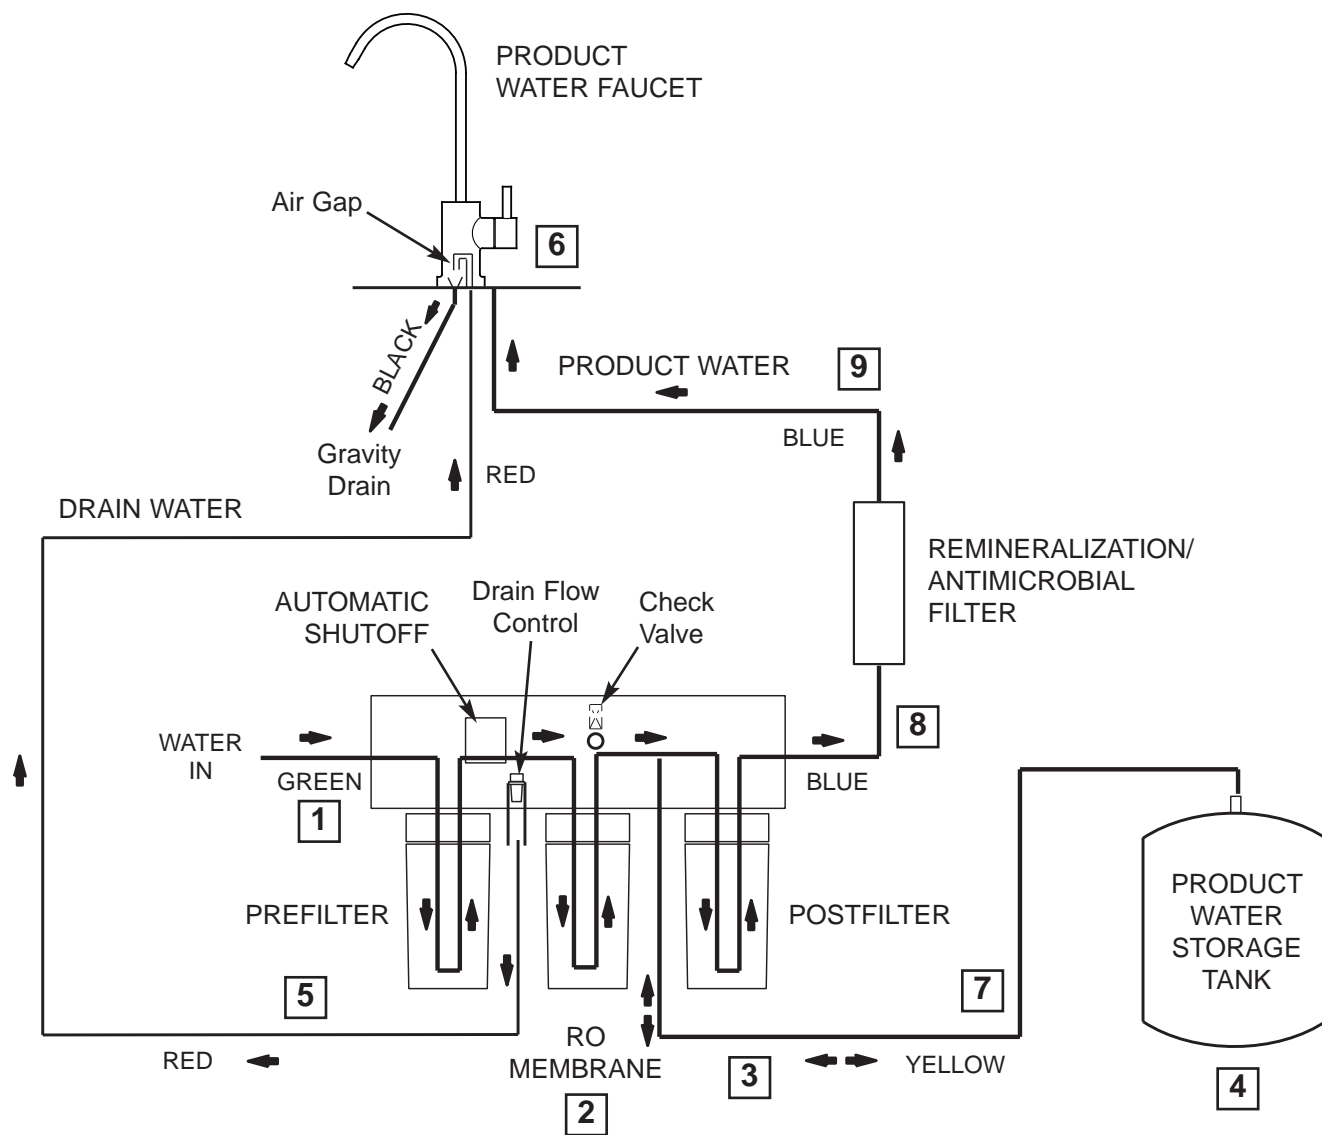 PRODUCT
WATER FAUCET
Air Gap
6
BLACK
PRODUCT WATER
9
BLUE
Gravity
Drain
RED
DRAIN WATER
REMINERALIZATION/
ANTIMICROBIAL
FILTER
AUTOMATIC
SHUTOFF
Drain Flow
Control
Check
Valve
8
WATER
IN
GREEN
BLUE
1
PREFILTER
POSTFILTER
PRODUCT
WATER
STORAGE
TANK
5
7
RED
RO
MEMBRANE
2
3
YELLOW
4